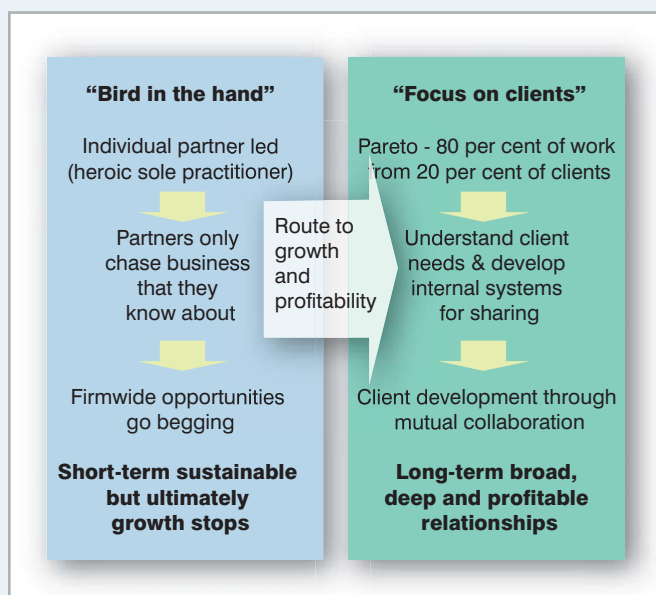 “Bird in the hand”
Individual partner led
(heroic sole practitioner)
Partners only
chase business
that they
know about
Firmwide opportunities
go begging
Short-term sustainable
but ultimately
growth stops
Route to
growth
and
profitability
“Focus on clients”
Pareto - 80 per cent of work
from 20 per cent of clients
Understand client
needs & develop
internal systems
for sharing
Client development through
mutual collaboration
Long-term broad,
deep and profitable
relationships